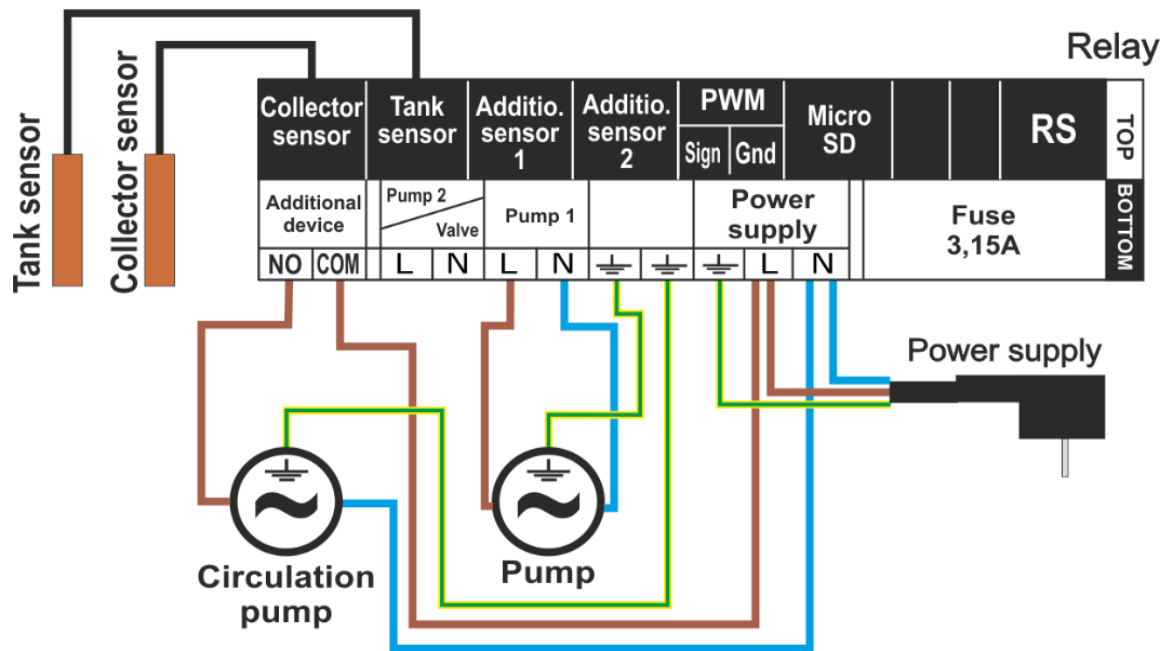 Relay
Tank sensor
Collector sensor
Collector
sensor
Tank
sensor
Additio.
sensor
1
Additio.
sensor
2
PWM
Sign
Gnd
Micro
SD
RS
TOP
Additional
device
Pump 2
Valve
Pump 1
Power
supply
Fuse
3,15A
BOTTOM
NO
COM
L
N
L
N
L
N
Power supply
Circulation
pump
Pump